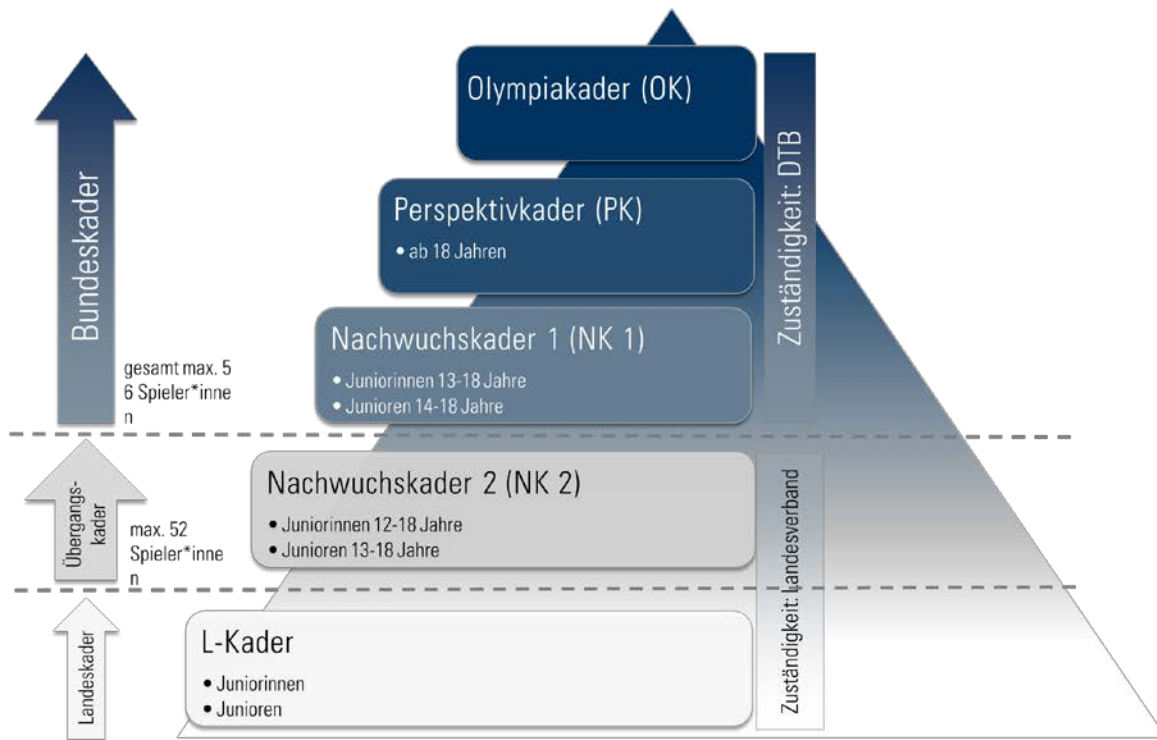 Olympiakader (OK)
Perspektivkader (PK)
• ab 18 Jahren
Nachwuchskader 1 (NK 1)
• Juniorinnen 13-18 Jahre
• Junioren 14-18 Jahre
Zuständigkeit: DTB
Bundeskader
gesamt max. 5
6 Spieler*inne
n
Nachwuchskader 2 (NK 2)
• Juniorinnen 12-18 Jahre
• Junioren 13-18 Jahre
Übergangs-
kader
max. 52
Spieler*inne
n
L-Kader
• Juniorinnen
• Junioren
Zuständigkeit: Landesverband
Landeskader